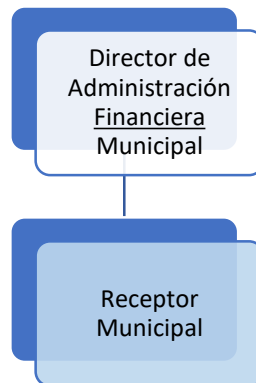 Director de
Administración
Financiera
Municipal
Receptor
Municipal